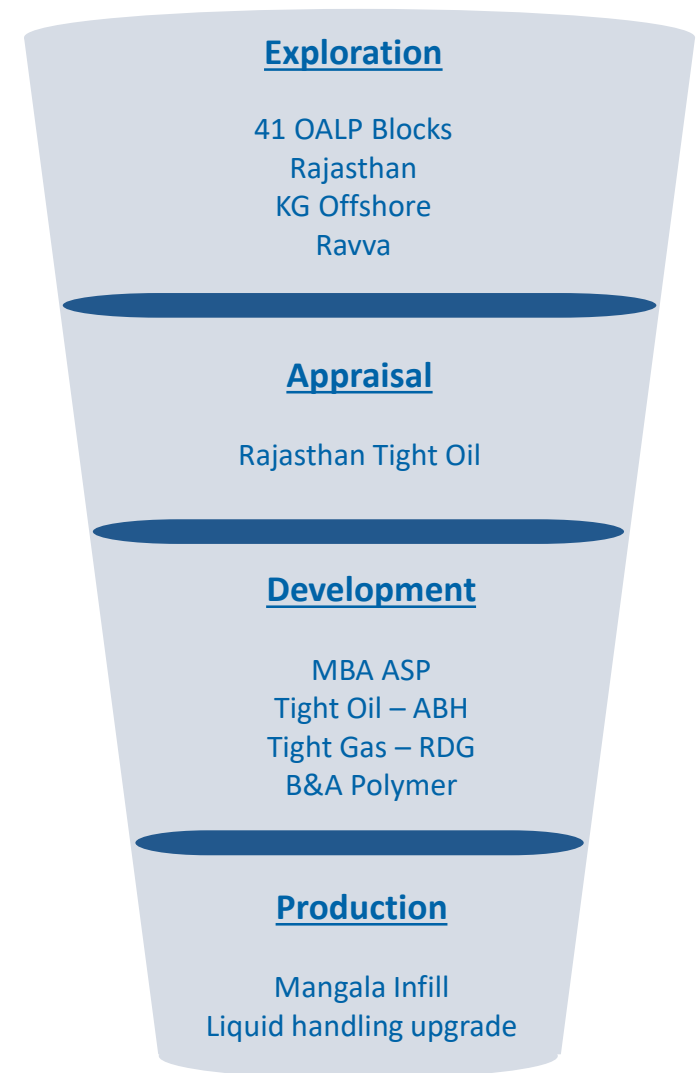 Exploration
41 OALP Blocks
Rajasthan
KG Offshore
Ravva
Appraisal
Rajasthan Tight Oil
Development
MBA ASP
Tight Oil – ABH
Tight Gas – RDG
B&A Polymer
Production
Mangala Infill
Liquid handling upgrade